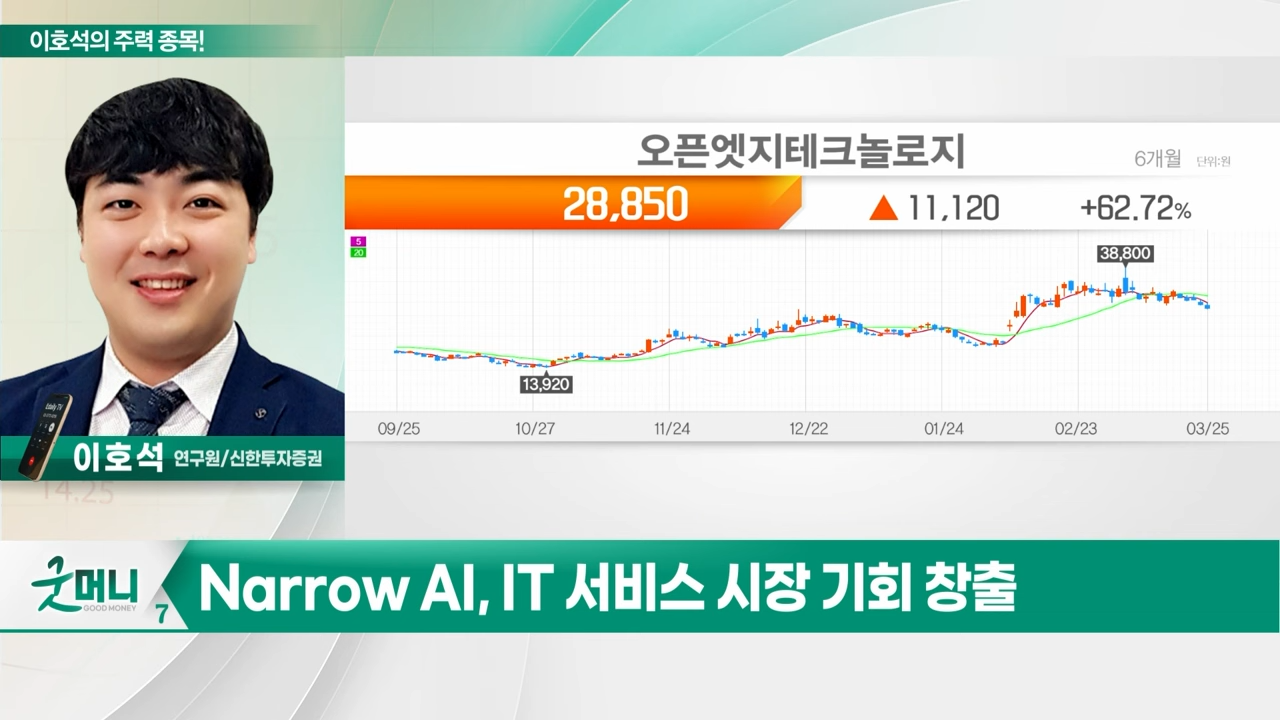 이호석의 주력 종목!
오픈엣지테크놀로지
6개월 단위:원
28,850 ▲ 11,120 +62.72%
5
20
38,800
13,920
09/25 10/27 11/24 12/22 01/24 02/23 03/25
Edaily TV
이호석 연구원/신한투자증권
14.25
굿머니
GOOD MONEY
7
Narrow AI, IT 서비스 시장 기회 창출